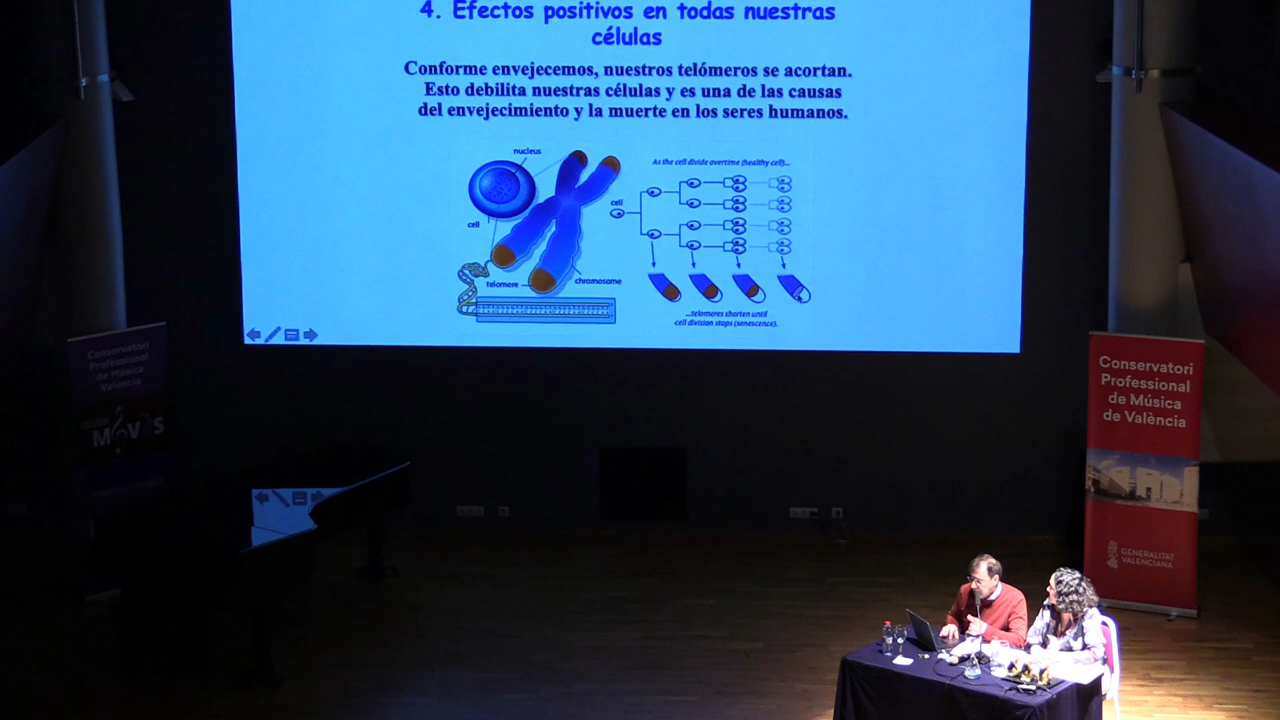 4. Efectos positivos en todas nuestras
células
Conforme envejecemos, nuestros telómeros se acortan.
Esto debilita nuestras células y es una de las causas
del envejecimiento y la muerte en los seres humanos.
nucleus
cell
telomere
chromosome
As the cell divide overtime (healthy cell)...
cell
...telomeres shorten until
cell division stops (senescence).
Conservatori
Professional
de Música
València
Conservatori
Professional
de Música
de València
GENERALITAT
VALENCIANA